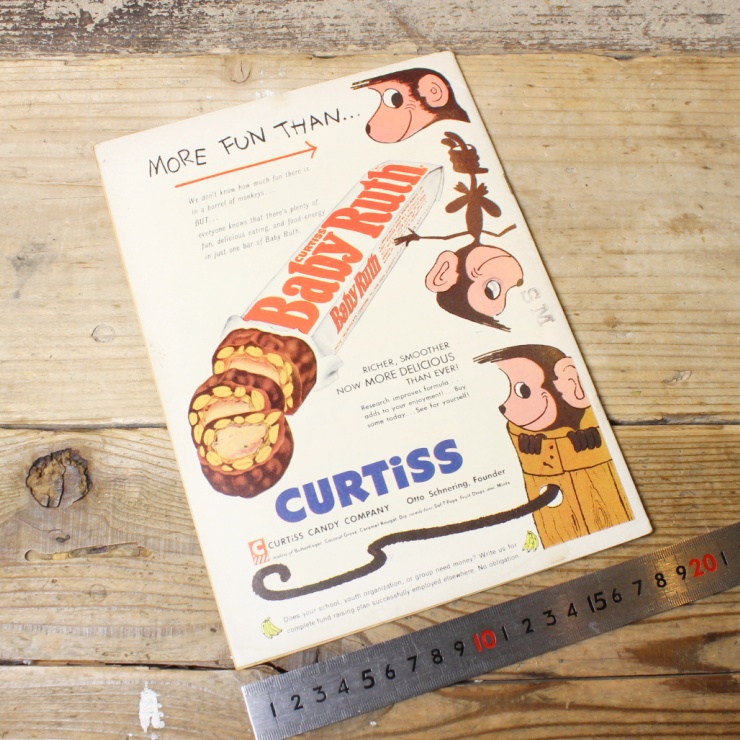 MORE FUN THAN...
We don't know how much fun there is
in a barrel of monkeys.
BUT...
everyone knows that there's plenty of
fun, delicious eating, and food-energy
in just one bar of Baby Ruth.
CURTISS
Baby Ruth
Baby Ruth
SM
RICHER, SMOOTHER
NOW MORE DELICIOUS
THAN EVER!
Research improves formula
adds to your enjoyment! . . . Buy
some today . . . See for yourself!
CURTiSS
C CURTiSS CANDY COMPANY Otto Schnering, Founder
Does your school, youth organization, or group need money? Write us for
complete fund raising plan successfully employed elsewhere. No obligation.
1 2 3 4 5 6 7 8 9 10 1 2 3 4 15 6 7 8 9 20 1